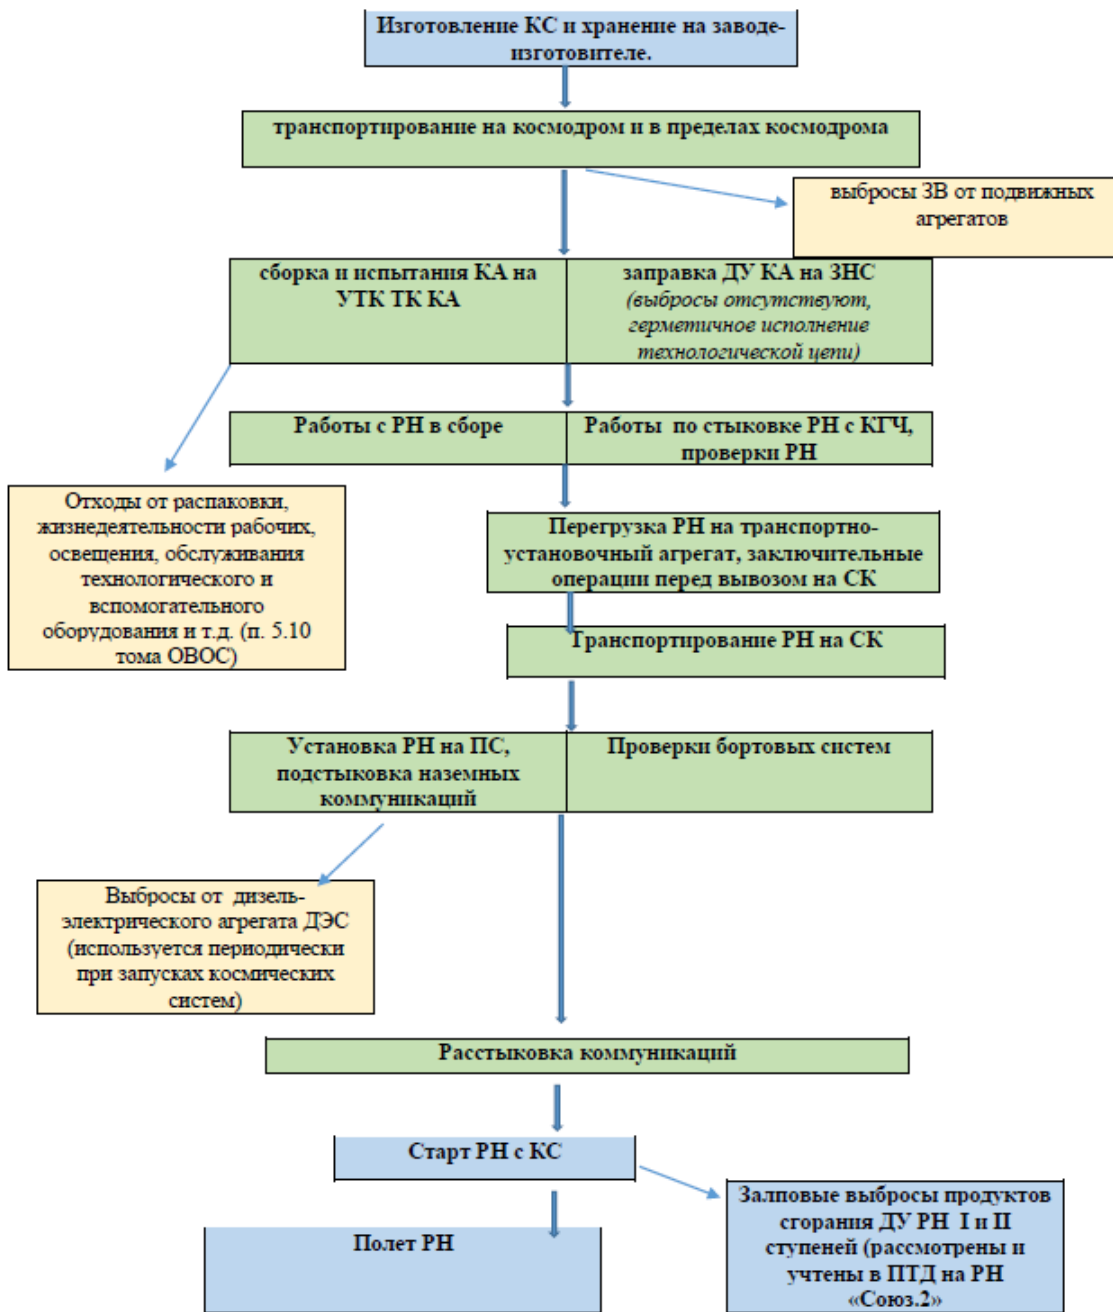 Изготовление КС и хранение на заводе-
изготовителе.
транспортирование на космодром и в пределах космодрома
выбросы ЗВ от подвижных
агрегатов
сборка и испытания КА на
УТК ТК КА
заправка ДУ КА на ЗНС
(выбросы отсутствуют,
герметичное исполнение
технологической цепи)
Работы с РН в сборе
Работы по стыковке РН с КГЧ,
проверки РН
Отходы от распаковки,
жизнедеятельности рабочих,
освещения, обслуживания
технологического и
вспомогательного
оборудования и т.д. (п. 5.10
тома ОВОС)
Перегрузка РН на транспортно-
установочный агрегат, заключительные
операции перед вывозом на СК
Транспортирование РН на СК
Установка РН на ПС,
подстыковка наземных
коммуникаций
Проверки бортовых систем
Выбросы от дизель-
электрического агрегата ДЭС
(используется периодически
при запусках космических
систем)
Расстыковка коммуникаций
Старт РН с КС
Залповые выбросы продуктов
сгорания ДУ РН I и II
ступеней (рассмотрены и
учтены в ПТД на РН
«Союз.2»
Полет РН